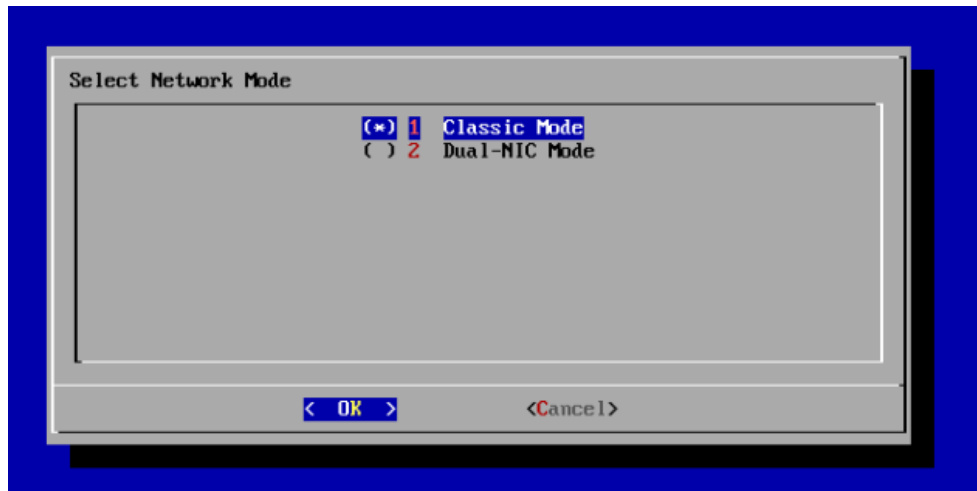 Select Network Mode
(*) 1 Classic Mode
( ) 2 Dual-NIC Mode
< OK > <Cancel>